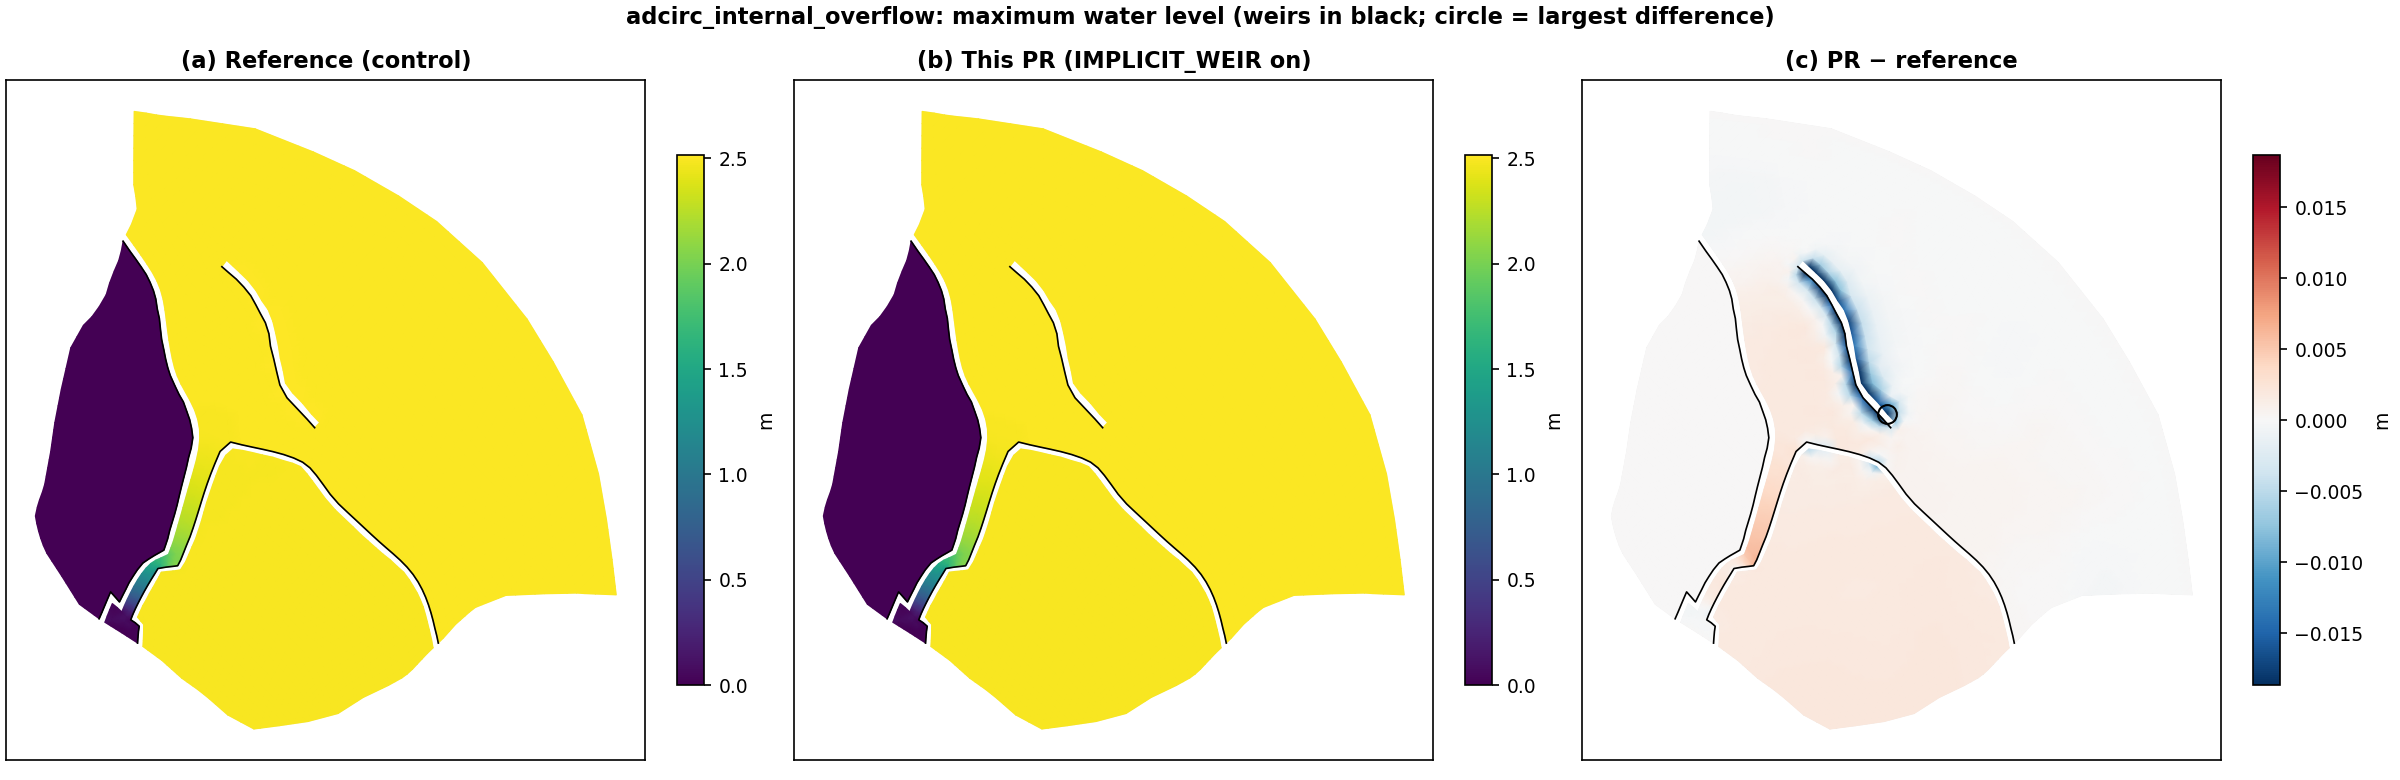 adcirc_internal_overflow: maximum water level (weirs in black; circle = largest difference)
(a) Reference (control)
2.5
2.0
1.5
1.0
0.5
0.0
m
(b) This PR (IMPLICIT_WEIR on)
2.5
2.0
1.5
1.0
0.5
0.0
m
(c) PR − reference
0.015
0.010
0.005
0.000
−0.005
−0.010
−0.015
m